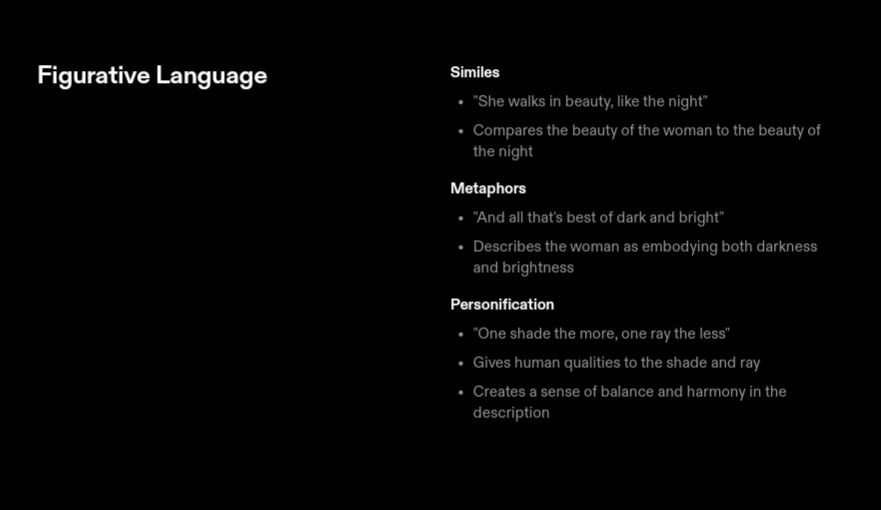 Figurative Language
Similes
• "She walks in beauty, like the night"
• Compares the beauty of the woman to the beauty of
the night
Metaphors
• "And all that's best of dark and bright"
• Describes the woman as embodying both darkness
and brightness
Personification
• "One shade the more, one ray the less"
• Gives human qualities to the shade and ray
• Creates a sense of balance and harmony in the
description